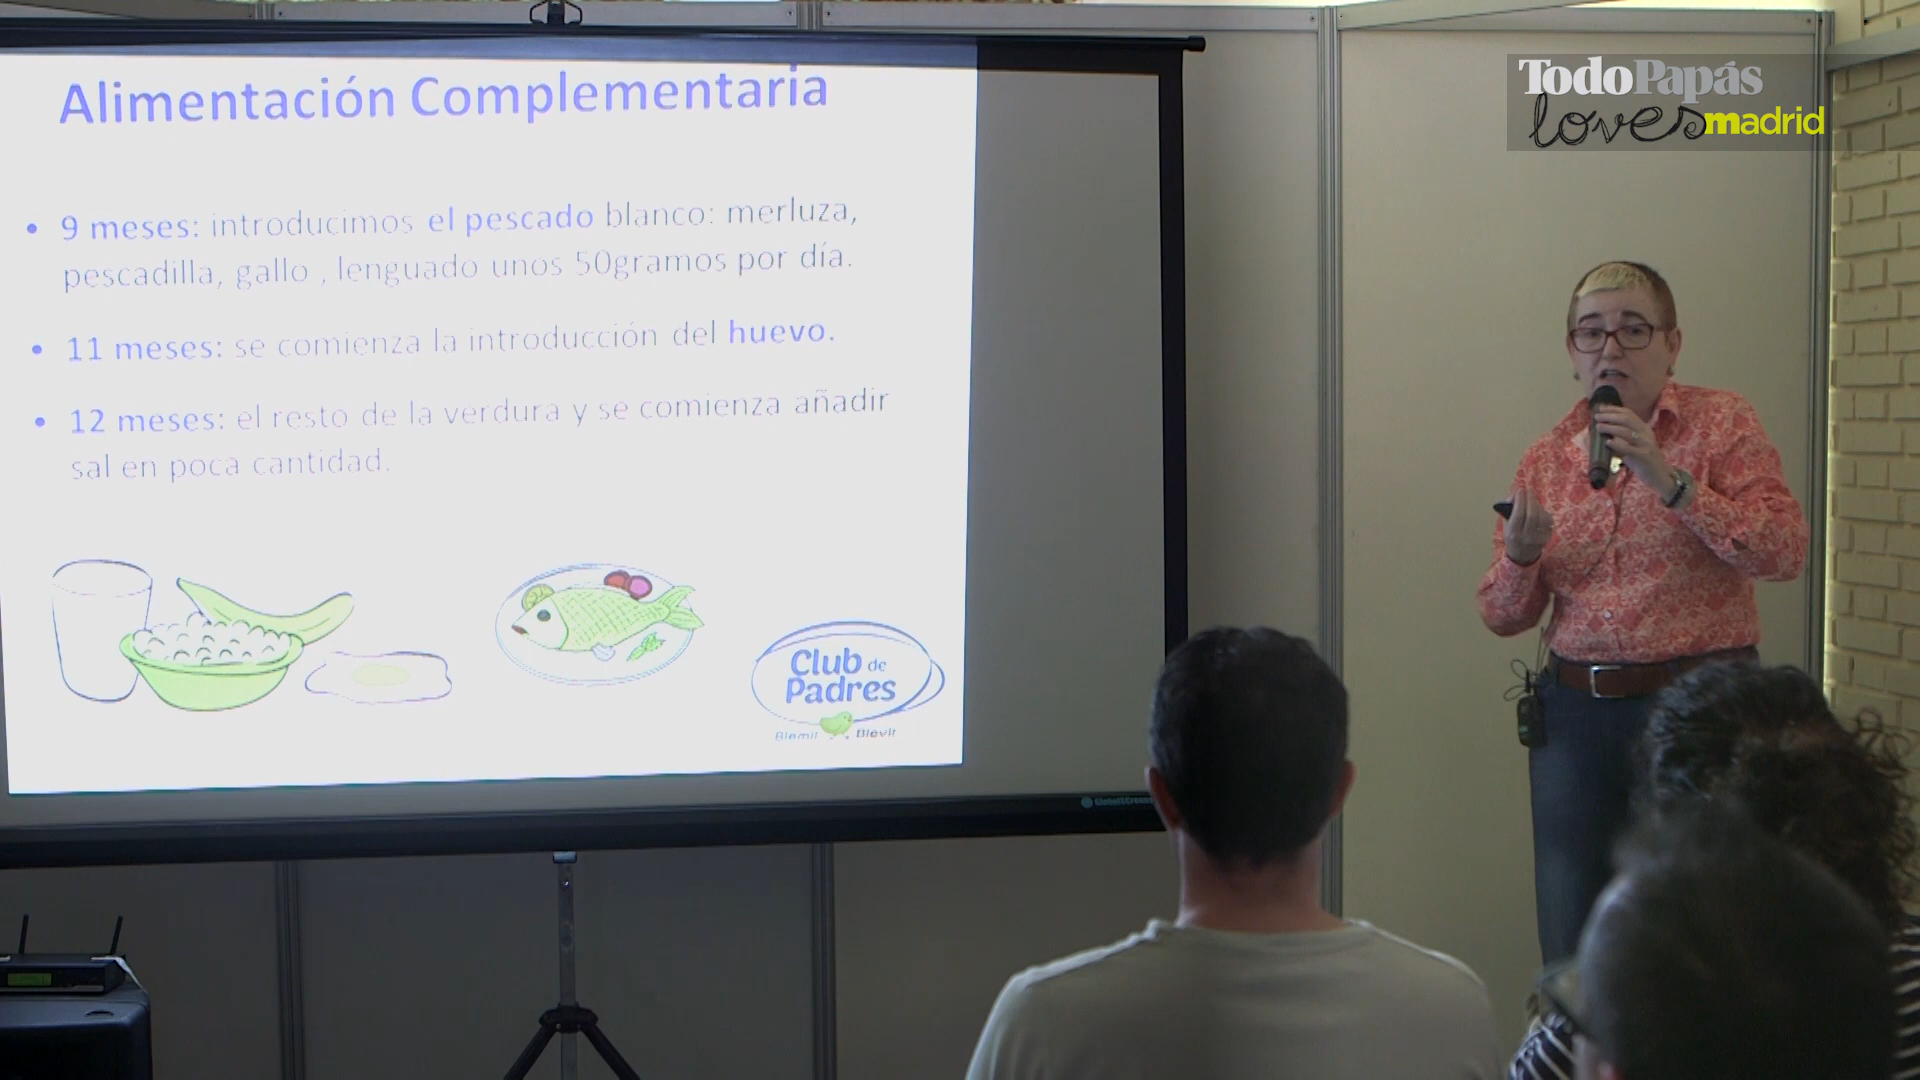 Alimentación Complementaria
TodoPapás
loves madrid
• 9 meses: introducimos el pescado blanco: merluza,
pescadilla, gallo , lenguado unos 50gramos por día.
• 11 meses: se comienza la introducción del huevo.
• 12 meses: el resto de la verdura y se comienza añadir
sal en poca cantidad.
Club de
Padres
Blemil Blevit